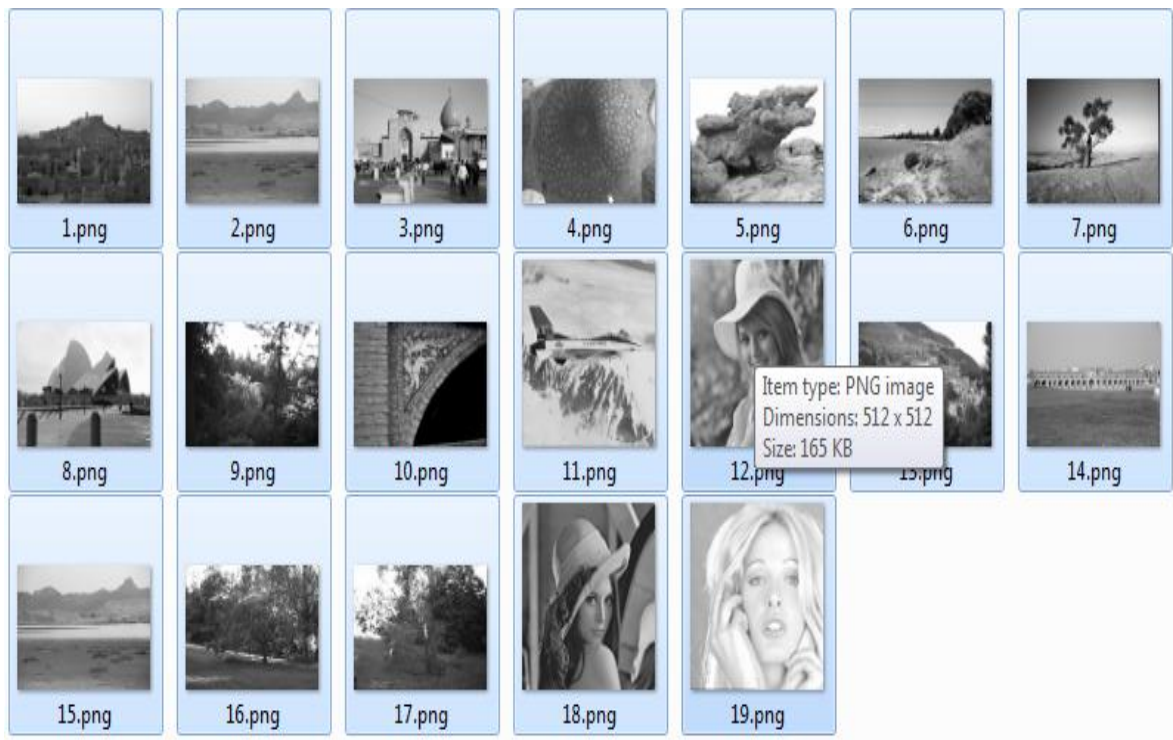 1.png 2.png 3.png 4.png 5.png 6.png 7.png
8.png 9.png 10.png 11.png 12.png 13.png 14.png
Item type: PNG image
Dimensions: 512 x 512
Size: 165 KB
15.png 16.png 17.png 18.png 19.png